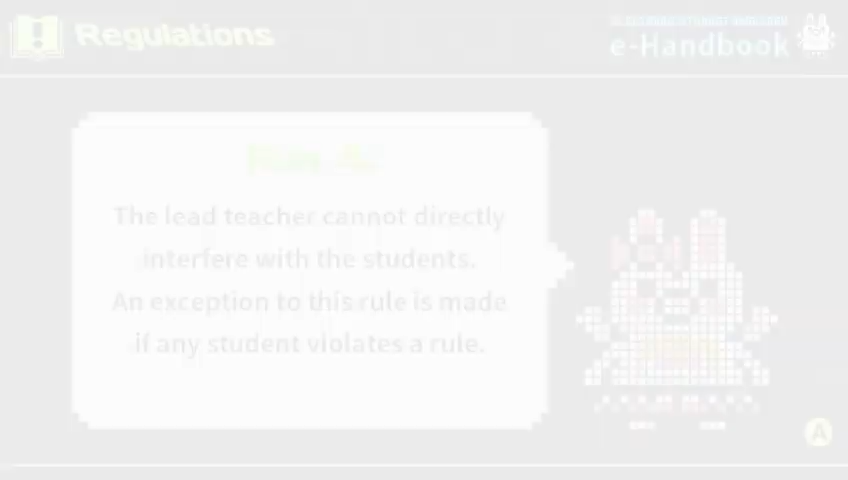 Regulations
e-Handbook
The lead teacher cannot directly
interfere with the students.
An exception to this rule is made
if any student violates a rule.
A